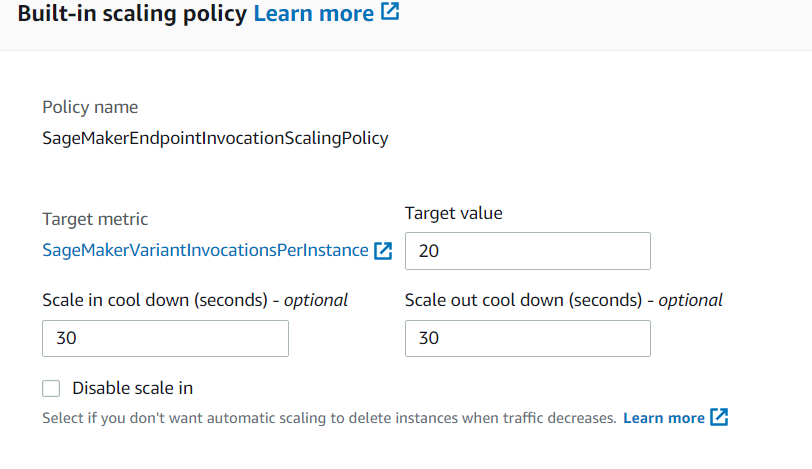 Built-in scaling policy Learn more
Policy name
SageMakerEndpointInvocationScalingPolicy
Target metric
SageMakerVariantInvocationsPerInstance
Target value
20
Scale in cool down (seconds) - optional
30
Scale out cool down (seconds) - optional
30
Disable scale in
Select if you don't want automatic scaling to delete instances when traffic decreases. Learn more